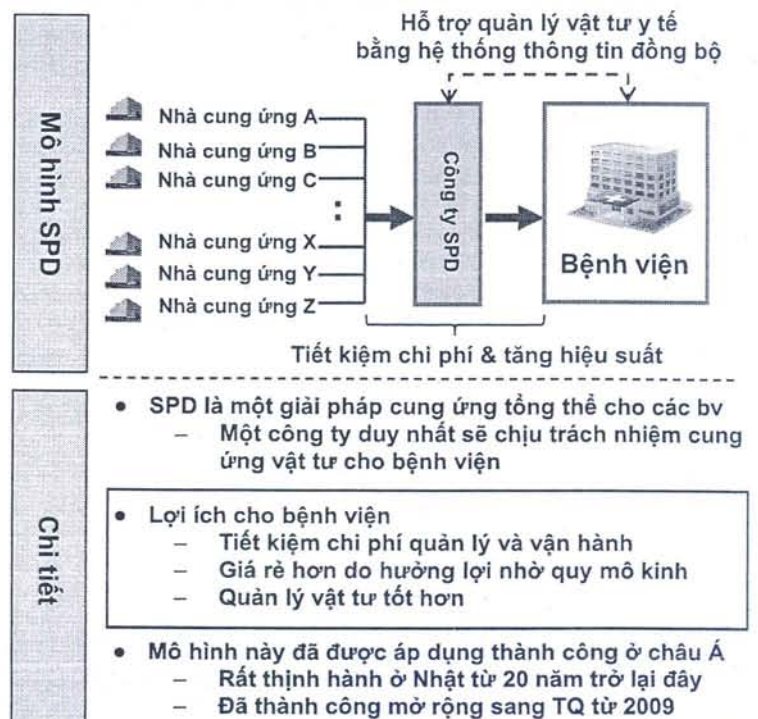 Mô hình SPD
Hỗ trợ quản lý vật tư y tế
bằng hệ thống thông tin đồng bộ
Nhà cung ứng A
Nhà cung ứng B
Nhà cung ứng C
Nhà cung ứng X
Nhà cung ứng Y
Nhà cung ứng Z
Công ty SPD
Bệnh viện
Tiết kiệm chi phí & tăng hiệu suất
Chi tiết
• SPD là một giải pháp cung ứng tổng thể cho các bv
– Một công ty duy nhất sẽ chịu trách nhiệm cung
ứng vật tư cho bệnh viện
• Lợi ích cho bệnh viện
– Tiết kiệm chi phí quản lý và vận hành
– Giá rẻ hơn do hưởng lợi nhờ quy mô kinh
– Quản lý vật tư tốt hơn
• Mô hình này đã được áp dụng thành công ở châu Á
– Rất thịnh hành ở Nhật từ 20 năm trở lại đây
– Đã thành công mở rộng sang TQ từ 2009